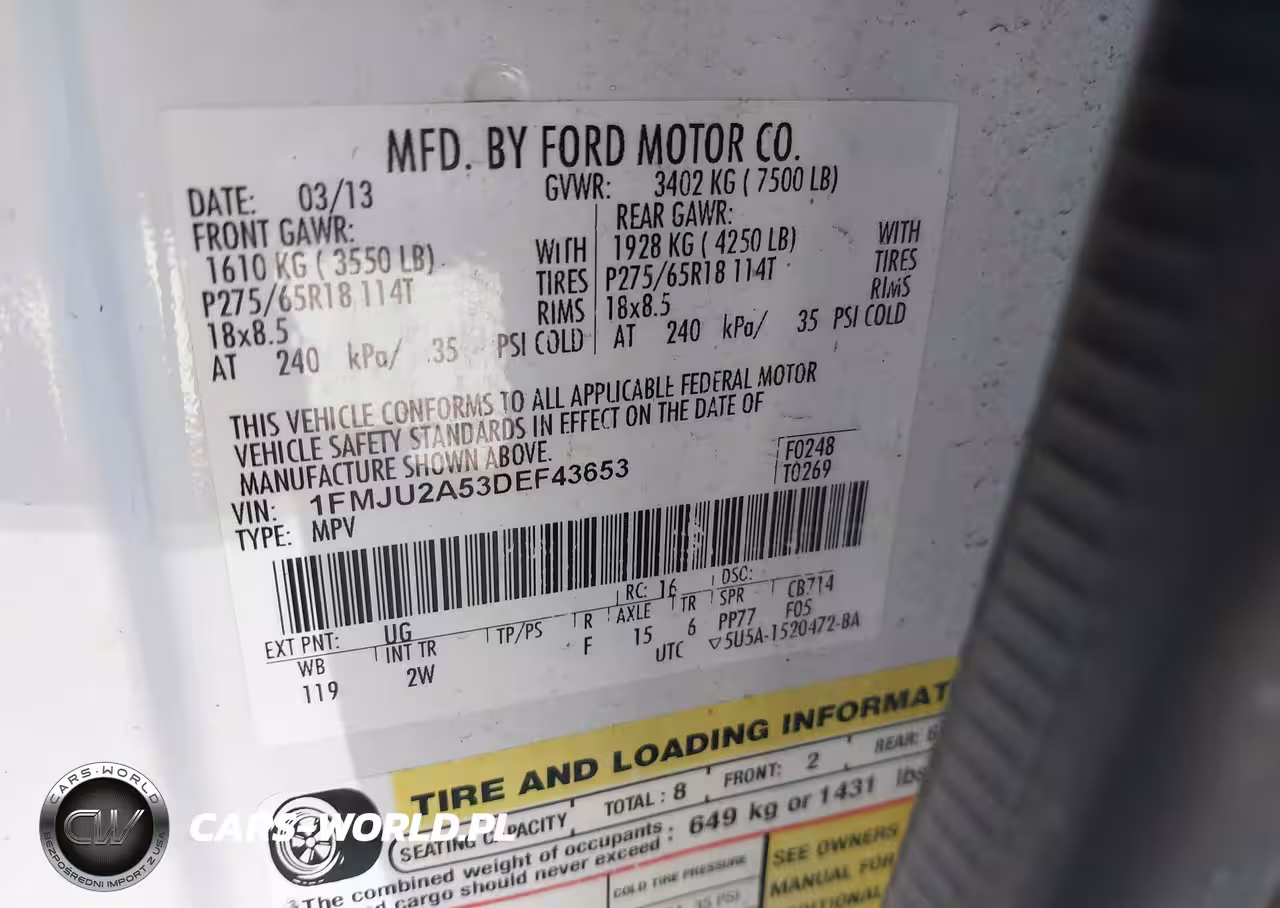 MFD. BY FORD MOTOR CO.
DATE: 03/13 GVWR: 3402 KG ( 7500 LB)
FRONT GAWR: REAR GAWR:
1610 KG ( 3550 LB) WITH 1928 KG ( 4250 LB) WITH
P275/65R18 114T TIRES P275/65R18 114T TIRES
18x8.5 RIMS 18x8.5 RIMS
AT 240 kPa/ 35 PSI COLD AT 240 kPa/ 35 PSI COLD
THIS VEHICLE CONFORMS TO ALL APPLICABLE FEDERAL MOTOR
VEHICLE SAFETY STANDARDS IN EFFECT ON THE DATE OF
MANUFACTURE SHOWN ABOVE.
F0248
VIN: 1FMJU2A53DEF43653 T0269
TYPE: MPV
EXT PNT: UG RC: 16 DSC:
WB INT TR TP/PS R AXLE TR SPR CB714
119 2W F 15 6 PP77 F05
UTC ▽5U5A-1520472-BA
TIRE AND LOADING INFORMAT
SEATING CAPACITY TOTAL : 8 FRONT: 2 REAR:
The combined weight of occupants : 649 kg or 1431 lbs
cargo should never exceed :
COLD TIRE PRESSURE
35 PSI
SEE OWNERS
MANUAL FOR
CARS-WORLD
CW
BEZPOŚREDNI IMPORT Z USA
CARS-WORLD.PL